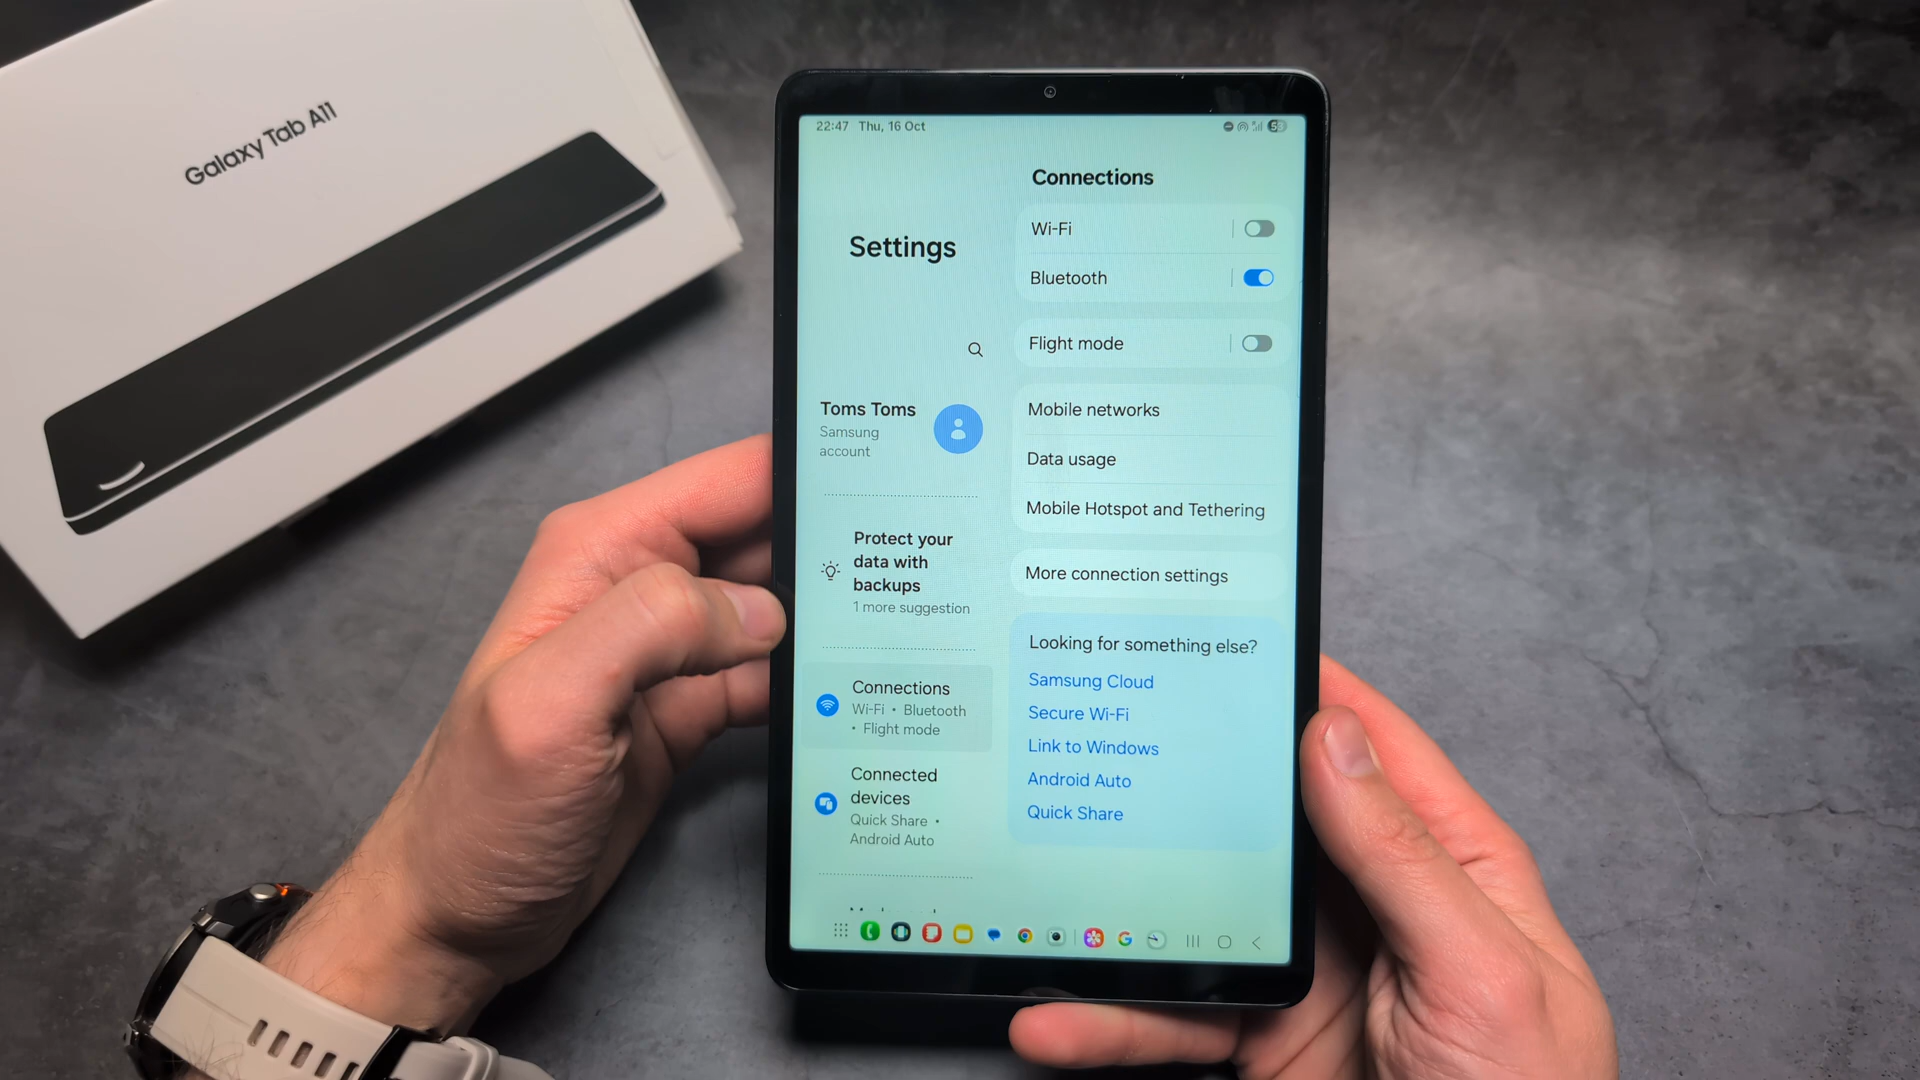 Galaxy Tab A11
22:47 Thu, 16 Oct
Settings
Toms Toms
Samsung
account
Protect your
data with
backups
1 more suggestion
Connections
Wi-Fi • Bluetooth
• Flight mode
Connected
devices
Quick Share •
Android Auto
Connections
Wi-Fi
Bluetooth
Flight mode
Mobile networks
Data usage
Mobile Hotspot and Tethering
More connection settings
Looking for something else?
Samsung Cloud
Secure Wi-Fi
Link to Windows
Android Auto
Quick Share